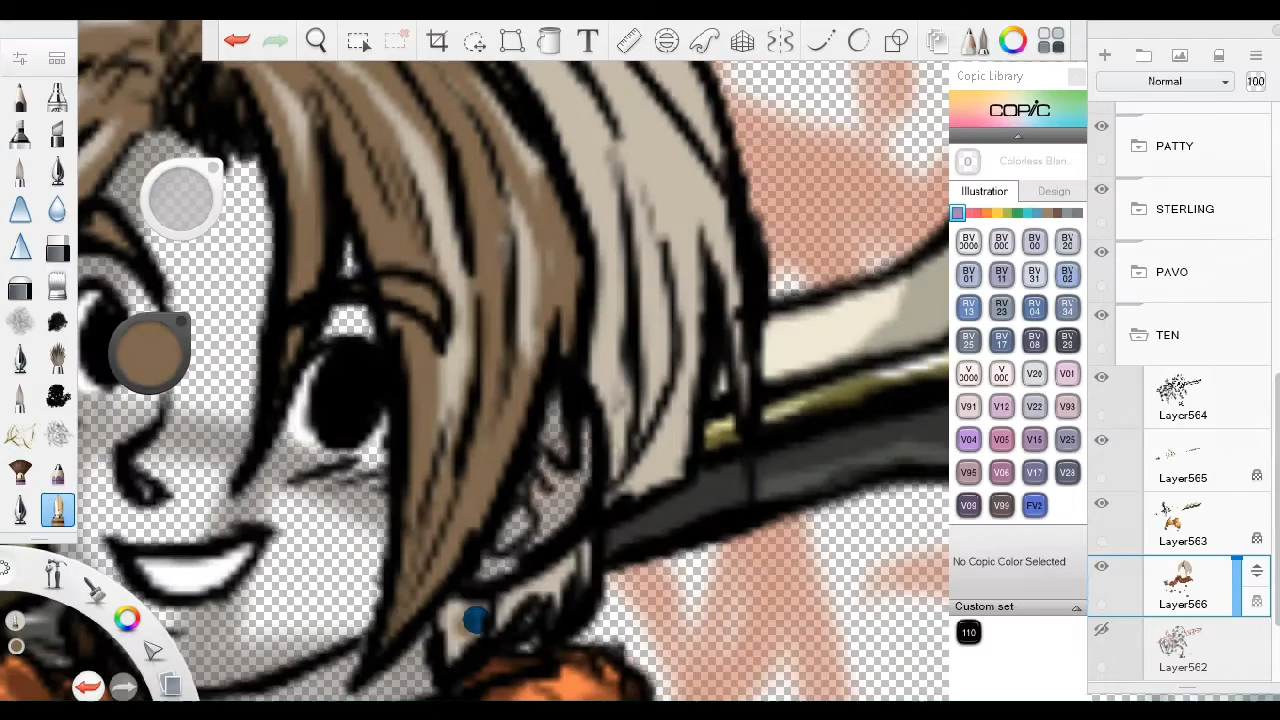 T
Copic Library
COPIC
0 Colorless Blan..
Illustration Design
BV 0000 BV 000 BV 00 BV 20
BV 01 BV 11 BV 31 BV 02
BV 13 BV 23 BV 04 BV 34
BV 25 BV 17 BV 08 BV 29
V 0000 V 000 V20 V01
V91 V12 V22 V93
V04 V05 V15 V25
V95 V06 V17 V28
V09 V99 FV2
No Copic Color Selected
Custom set
110
Normal 100
PATTY
STERLING
PAVO
TEN
Layer564
Layer565
Layer563
Layer566
Layer562